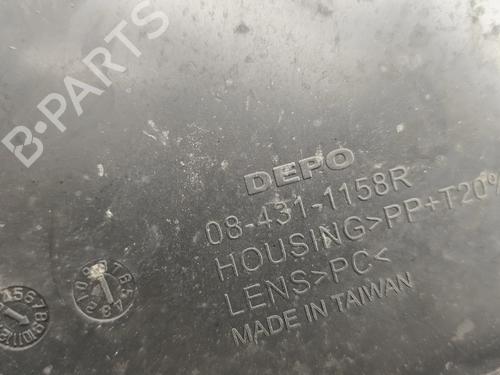 B-PARTS
DEPO
08-431-1158R
HOUSING>PP+T20%
LENS>PC<
MADE IN TAIWAN